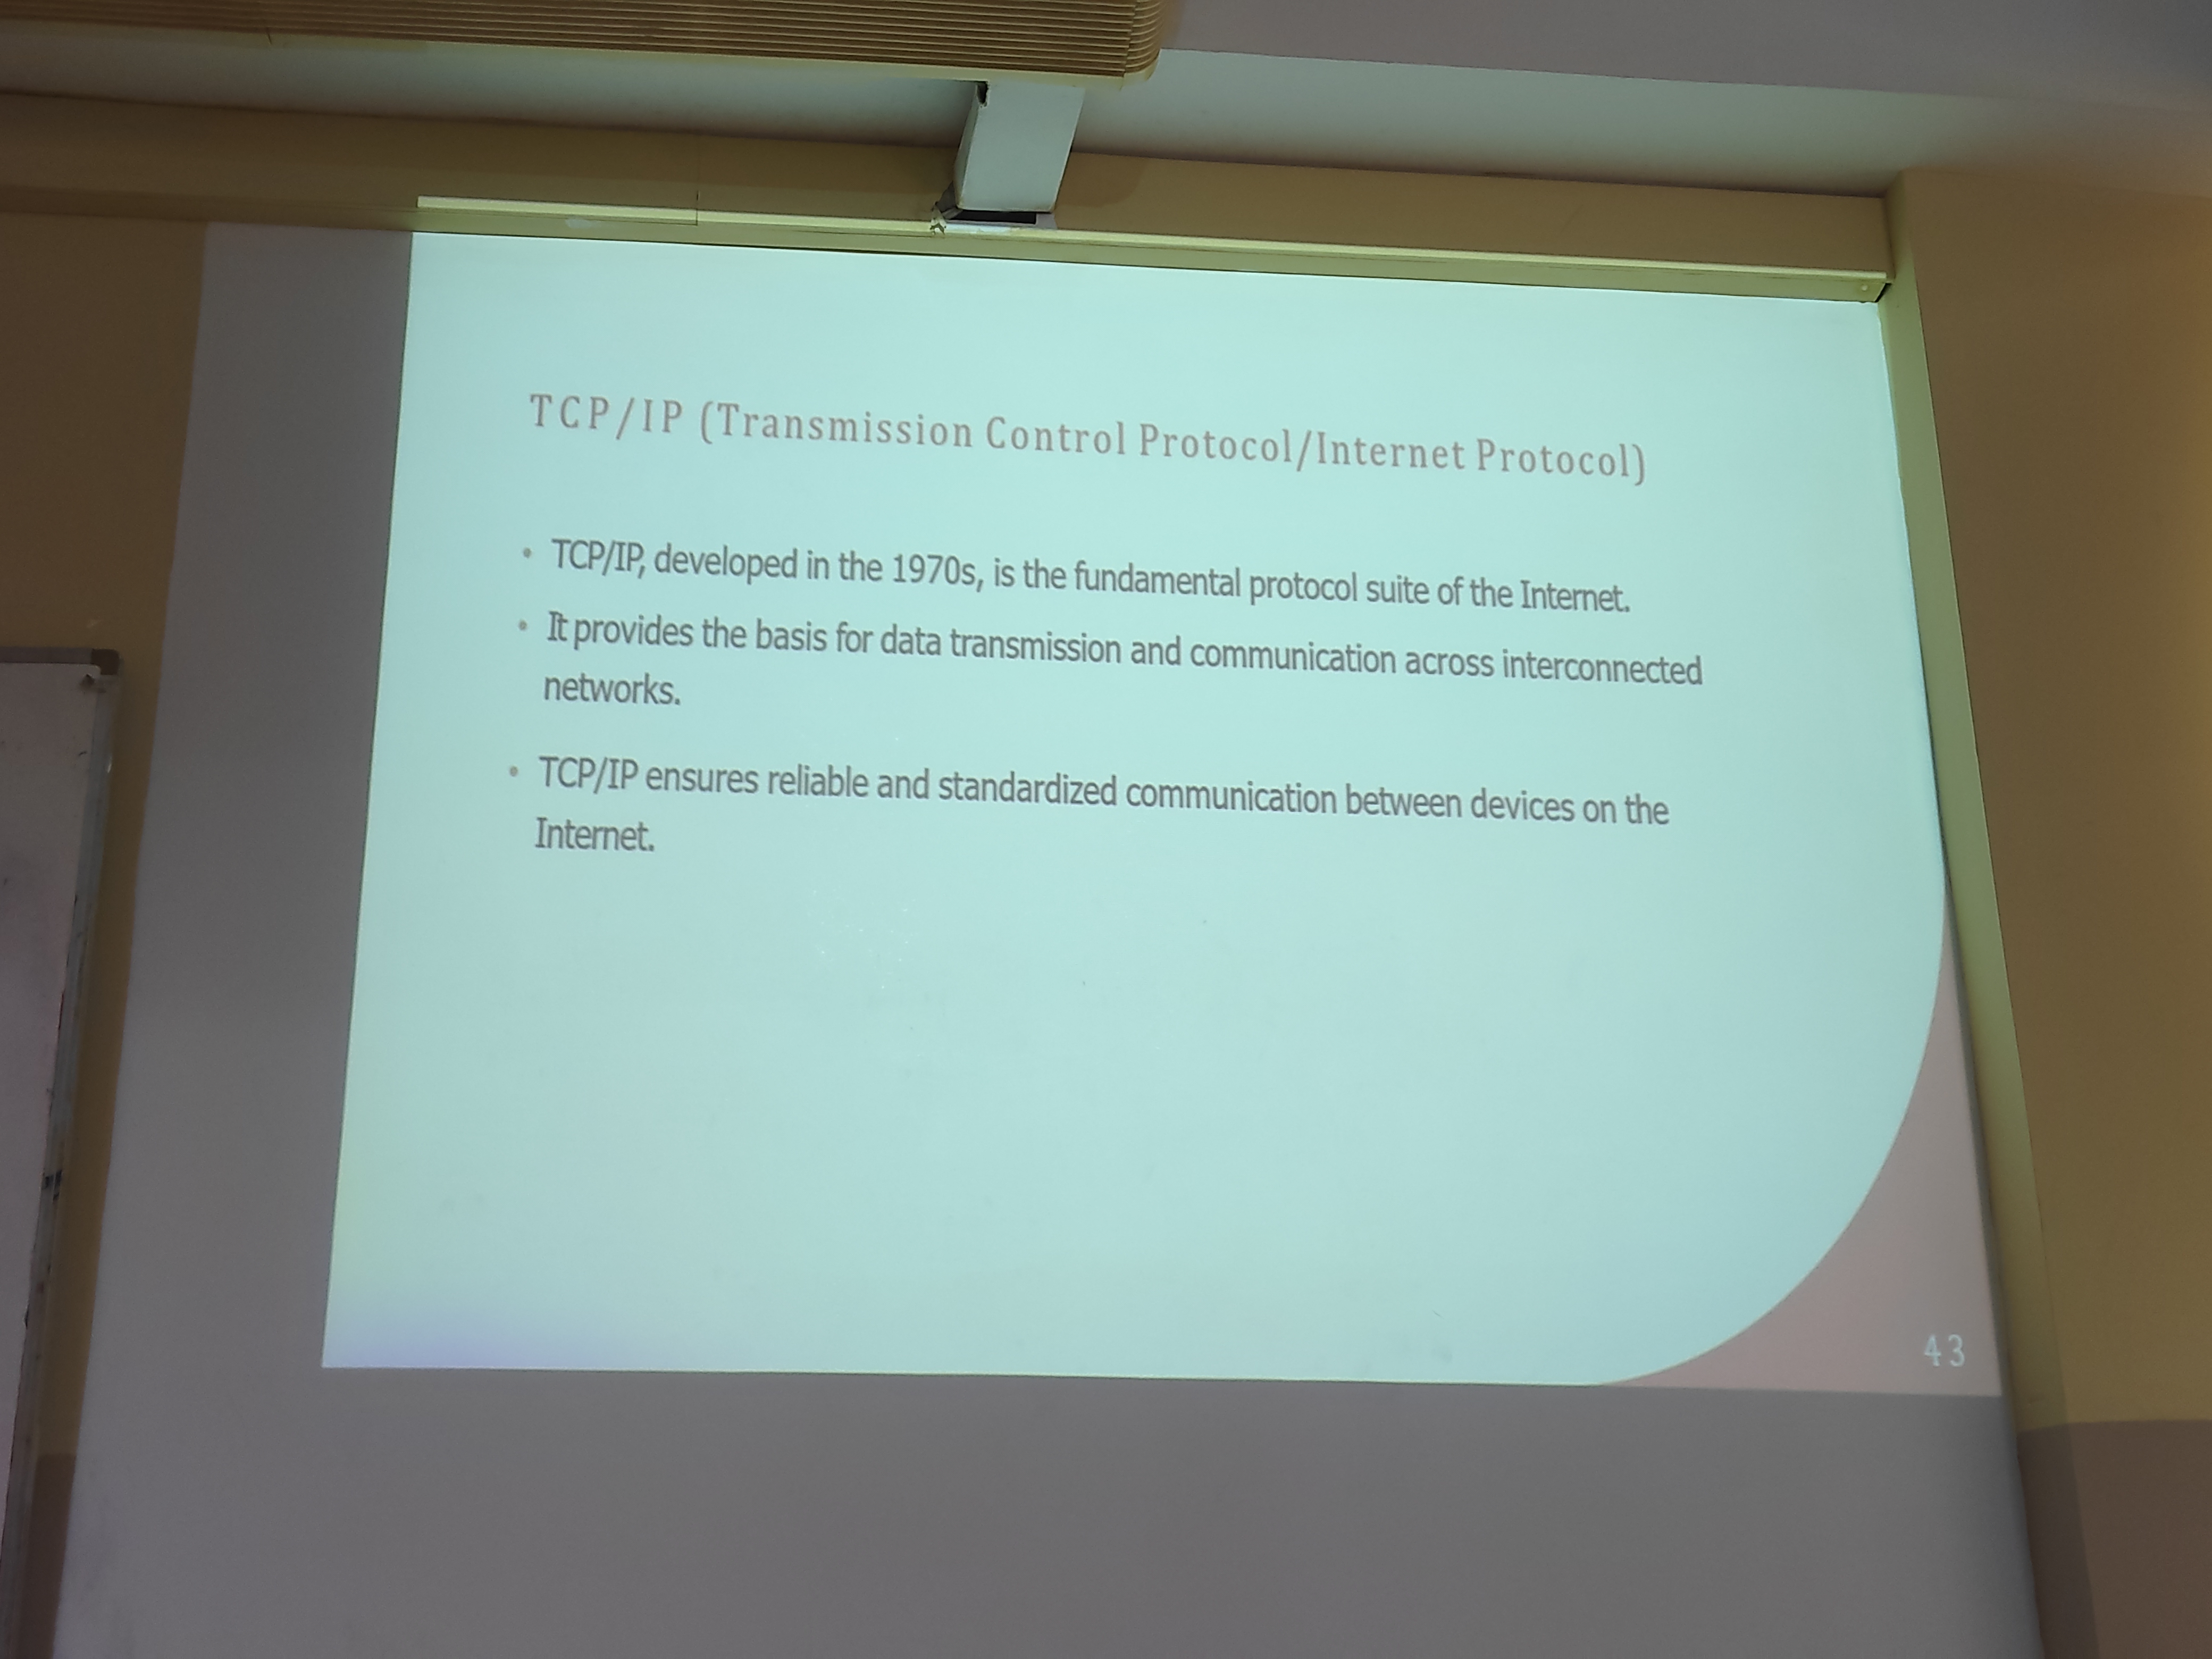 TCP/IP (Transmission Control Protocol/Internet Protocol)
• TCP/IP, developed in the 1970s, is the fundamental protocol suite of the Internet.
• It provides the basis for data transmission and communication across interconnected
networks.
• TCP/IP ensures reliable and standardized communication between devices on the
Internet.
43